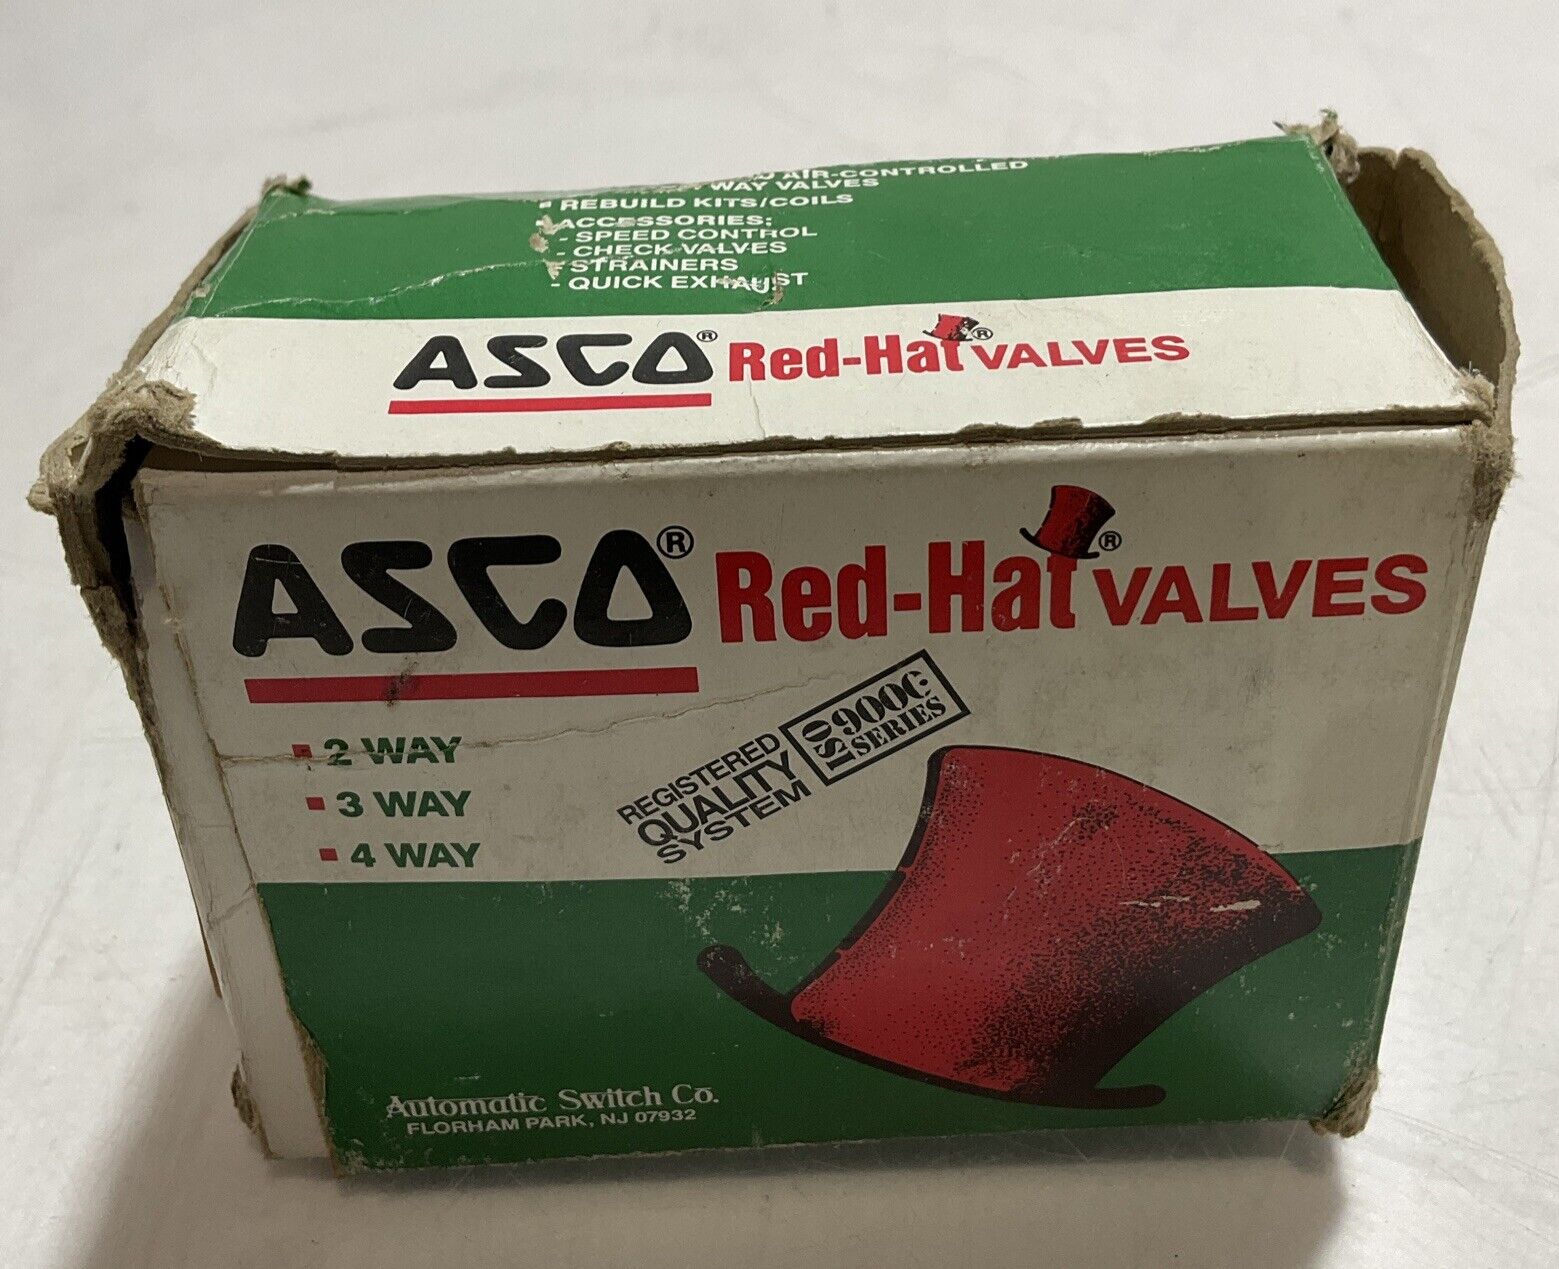 AIR-CONTROLLED
WAY VALVES
▪ REBUILD KITS/COILS
ACCESSORIES:
- SPEED CONTROL
- CHECK VALVES
- STRAINERS
- QUICK EXHAUST
ASCO® Red-Hat® VALVES
ASCO® Red-Hat® VALVES
▪ 2 WAY
▪ 3 WAY
▪ 4 WAY
REGISTERED
QUALITY
SYSTEM
ISO
9000
SERIES
Automatic Switch Co.
FLORHAM PARK, NJ 07932